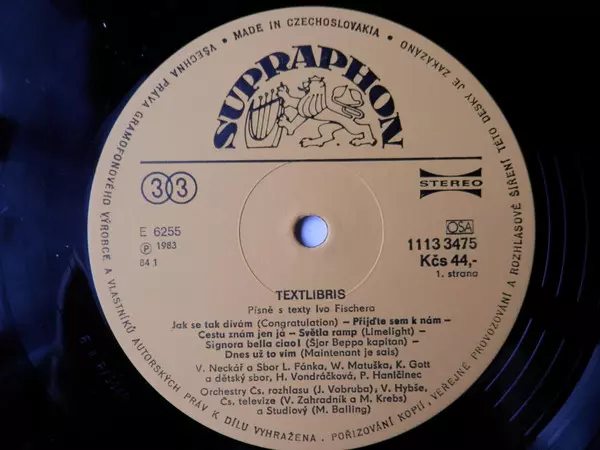 MADE IN CZECHOSLOVAKIA •
VŠECHNA PRÁVA GRAMOFONOVÉHO VÝROBCE A VLASTNÍKŮ AUTORSKÝCH PRÁV K DÍLU VYHRAŽENA. POŘIZOVÁNÍ KOPIÍ, VEŘEJNÉ PROVOZOVÁNÍ A ROZHLASOVÉ ŠÍŘENÍ TÉTO DESKY JE ZAKÁZÁNO •
SUPRAPHON
33
STEREO
E 6255
Ⓟ 1983
84 1
OSA
1113 3475
Kčs 44,-
1. strana
TEXTLIBRIS
Písně s texty Ivo Fischera
Jak se tak dívám (Congratulation) – Přijďte sem k nám –
Cestu znám jen já – Světla ramp (Limelight) –
Signora bella ciao! (Sjor Beppo kapitan) –
Dnes už to vím (Maintenant je sais)
V. Neckář a Sbor L. Pánka, W. Matuška, K. Gott
a dětský sbor, H. Vondráčková, P. Hanličinec
Orchestry Čs. rozhlasu (J. Vobruba), V. Hybše,
Čs. televize (V. Zahradník a M. Krebs)
a Studiový (M. Balling)